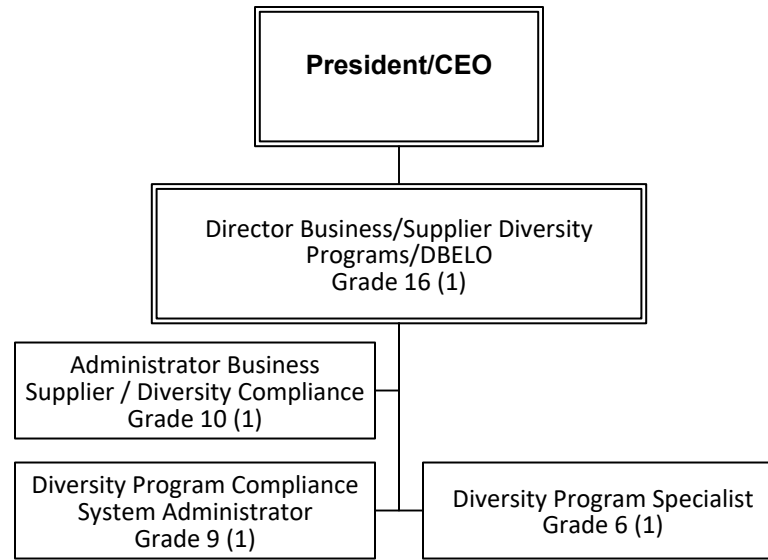 President/CEO
Director Business/Supplier Diversity
Programs/DBELO
Grade 16 (1)
Administrator Business
Supplier / Diversity Compliance
Grade 10 (1)
Diversity Program Compliance
System Administrator
Grade 9 (1)
Diversity Program Specialist
Grade 6 (1)